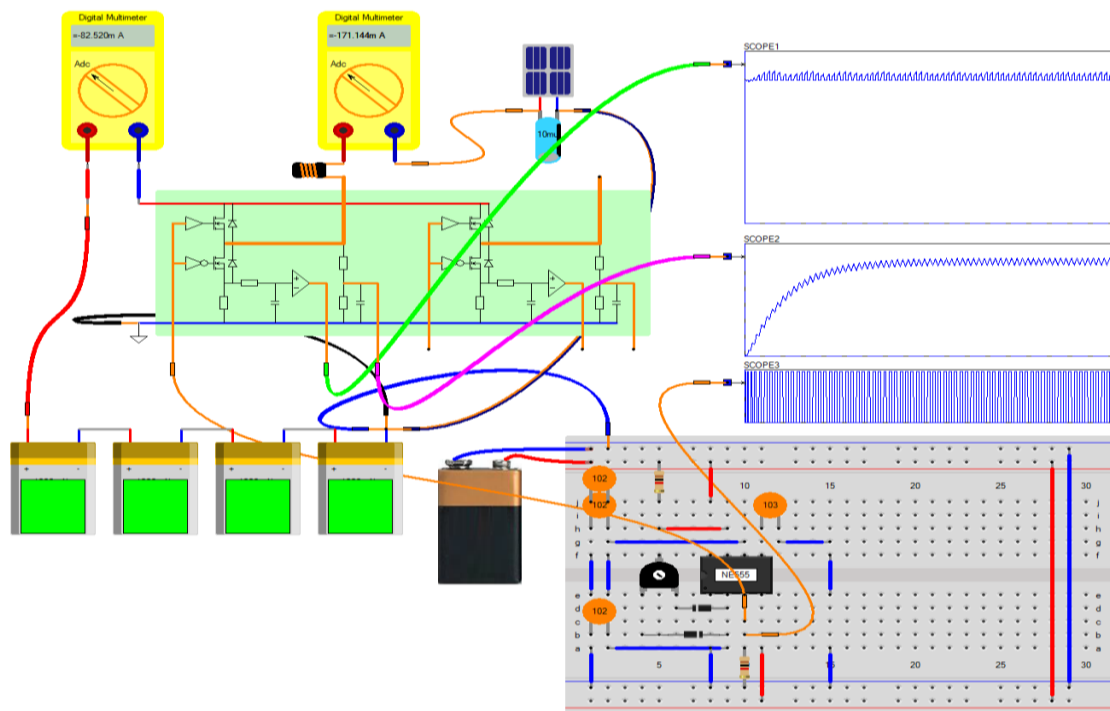 Digital Multimeter
=-82.520m A
Adc
Digital Multimeter
=-171.144m A
Adc
10mu
SCOPE1
SCOPE2
SCOPE3
+ -
+ -
+ -
+ -
102
102
103
102
NE555
10
15
20
25
30
j
i
h
g
f
e
d
c
b
a
j
i
h
g
f
e
d
c
b
a
5
10
15
20
25
30